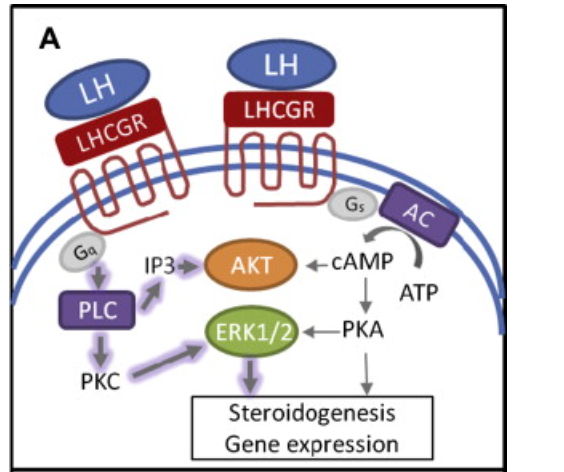 A
LH
LHCGR
LH
LHCGR
Gq
Gs
AC
PLC
IP3
AKT
cAMP
ATP
PKC
ERK1/2
PKA
Steroidogenesis
Gene expression